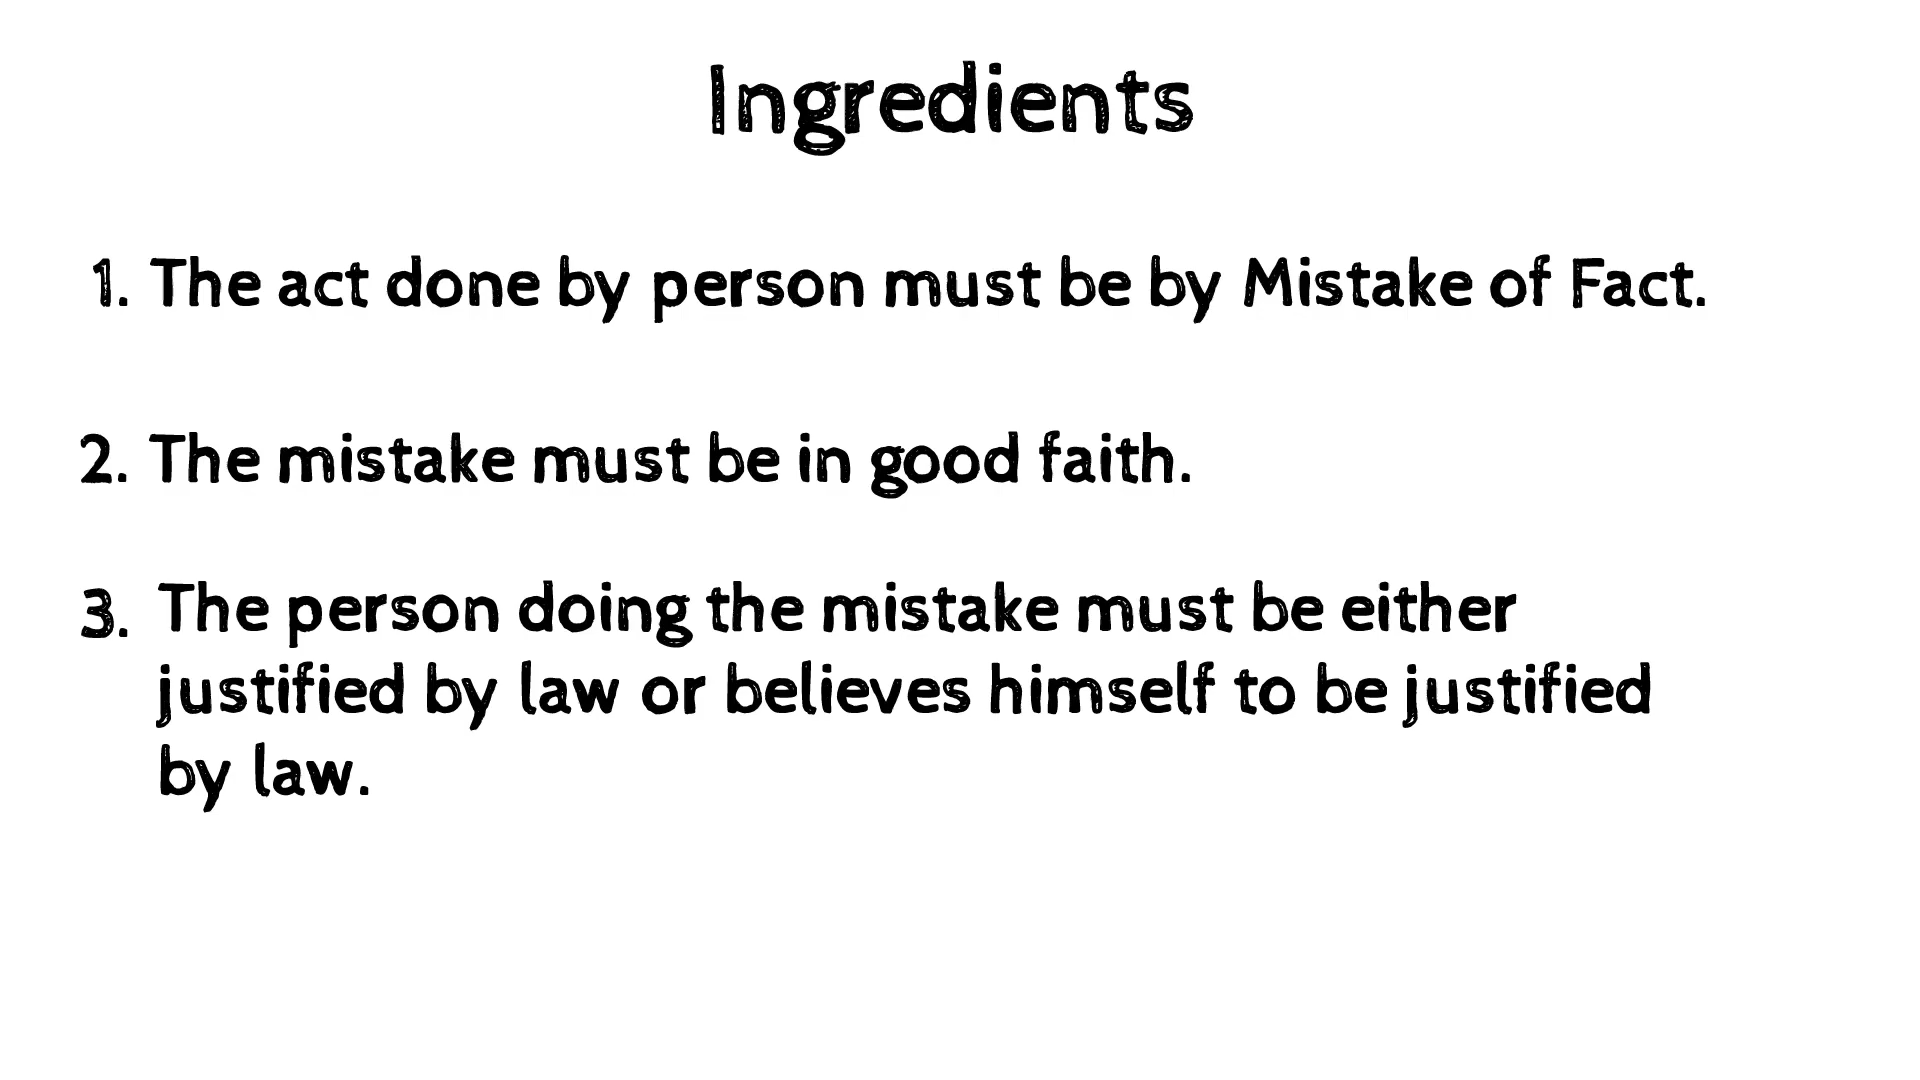 Ingredients
1. The act done by person must be by Mistake of Fact.
2. The mistake must be in good faith.
3. The person doing the mistake must be either
justified by law or believes himself to be justified
by law.